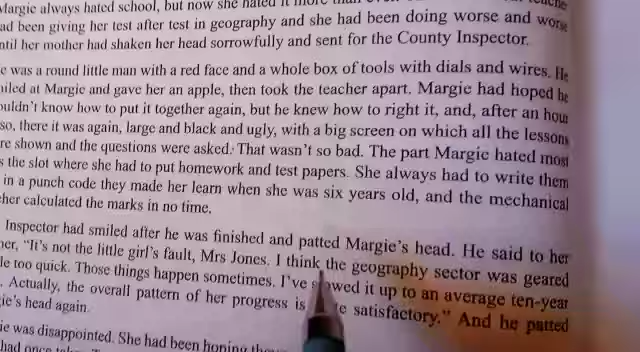 Margie always hated school, but now she hated it more than
ad been giving her test after test in geography and she had been doing worse and worse
ntil her mother had shaken her head sorrowfully and sent for the County Inspector.
e was a round little man with a red face and a whole box of tools with dials and wires. He
iled at Margie and gave her an apple, then took the teacher apart. Margie had hoped he
ouldn't know how to put it together again, but he knew how to right it, and, after an hour
so, there it was again, large and black and ugly, with a big screen on which all the lessons
re shown and the questions were asked. That wasn't so bad. The part Margie hated most
s the slot where she had to put homework and test papers. She always had to write them
in a punch code they made her learn when she was six years old, and the mechanical
her calculated the marks in no time.
Inspector had smiled after he was finished and patted Margie's head. He said to her
her, "It's not the little girl's fault, Mrs Jones. I think the geography sector was geared
le too quick. Those things happen sometimes. I've s owed it up to an average ten-year
. Actually, the overall pattern of her progress is satisfactory." And he patted
ie's head again.
ie was disappointed. She had been hoping
had once